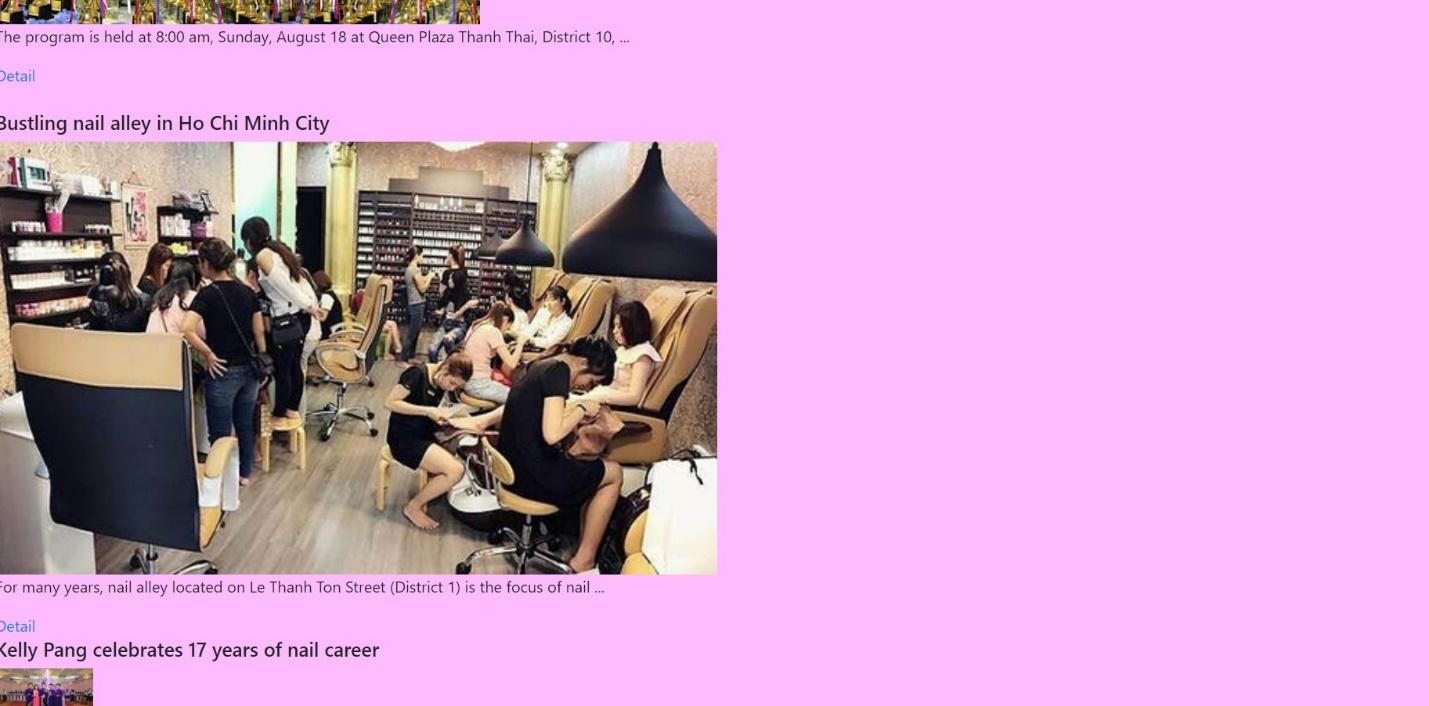 The program is held at 8:00 am, Sunday, August 18 at Queen Plaza Thanh Thai, District 10, ...
Detail
Bustling nail alley in Ho Chi Minh City
For many years, nail alley located on Le Thanh Ton Street (District 1) is the focus of nail ...
Detail
Kelly Pang celebrates 17 years of nail career